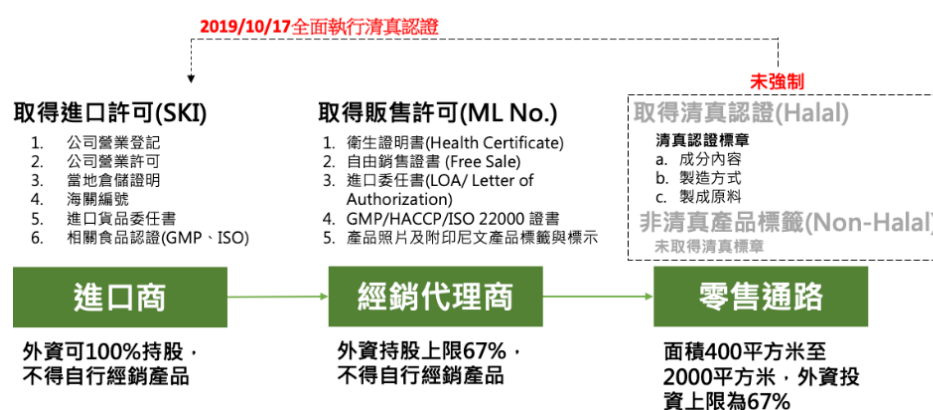 2019/10/17全面執行清真認證
未強制
取得進口許可(SKI)
1. 公司營業登記
2. 公司營業許可
3. 當地倉儲證明
4. 海關編號
5. 進口貨品委任書
6. 相關食品認證(GMP、ISO)
取得販售許可(ML No.)
1. 衛生證明書(Health Certificate)
2. 自由銷售證書 (Free Sale)
3. 進口委任書(LOA/ Letter of
Authorization)
4. GMP/HACCP/ISO 22000 證書
5. 產品照片及附印尼文產品標籤與標示
取得清真認證(Halal)
清真認證標章
a. 成分內容
b. 製造方式
c. 製成原料
非清真產品標籤(Non-Halal)
未取得清真標章
進口商
經銷代理商
零售通路
外資可100%持股，
不得自行經銷產品
外資持股上限67%，
不得自行經銷產品
面積400平方米至
2000平方米，外資投
資上限為67%